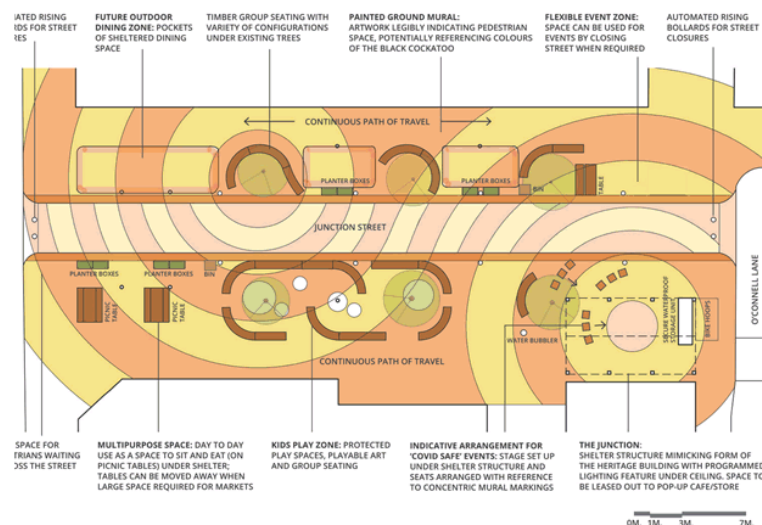 IATED RISING
RDS FOR STREET
RES
FUTURE OUTDOOR
DINING ZONE: POCKETS
OF SHELTERED DINING
SPACE
TIMBER GROUP SEATING WITH
VARIETY OF CONFIGURATIONS
UNDER EXISTING TREES
PAINTED GROUND MURAL:
ARTWORK LEGIBLY INDICATING PEDESTRIAN
SPACE, POTENTIALLY REFERENCING COLOURS
OF THE BLACK COCKATOO
FLEXIBLE EVENT ZONE:
SPACE CAN BE USED FOR
EVENTS BY CLOSING
STREET WHEN REQUIRED
AUTOMATED RISING
BOLLARDS FOR STREET
CLOSURES
CONTINUOUS PATH OF TRAVEL
PLANTER BOXES
PLANTER BOXES
BIN
TABLE
JUNCTION STREET
PLANTER BOXES
PLANTER BOXES
BIN
PICNIC
TABLE
PICNIC
TABLE
WATER BUBBLER
SECURE WATERPROOF
STORAGE UNIT
BIKE HOOPS
O'CONNELL LANE
CONTINUOUS PATH OF TRAVEL
SPACE FOR
TRIANS WAITING
OSS THE STREET
MULTIPURPOSE SPACE: DAY TO DAY
USE AS A SPACE TO SIT AND EAT (ON
PICNIC TABLES) UNDER SHELTER;
TABLES CAN BE MOVED AWAY WHEN
LARGE SPACE REQUIRED FOR MARKETS
KIDS PLAY ZONE: PROTECTED
PLAY SPACES, PLAYABLE ART
AND GROUP SEATING
INDICATIVE ARRANGEMENT FOR
'COVID SAFE' EVENTS: STAGE SET UP
UNDER SHELTER STRUCTURE AND
SEATS ARRANGED WITH REFERENCE
TO CONCENTRIC MURAL MARKINGS
THE JUNCTION:
SHELTER STRUCTURE MIMICKING FORM OF
THE HERITAGE BUILDING WITH PROGRAMMED
LIGHTING FEATURE UNDER CEILING. SPACE TO
BE LEASED OUT TO POP-UP CAFE/STORE
0M 1M 3M 7M